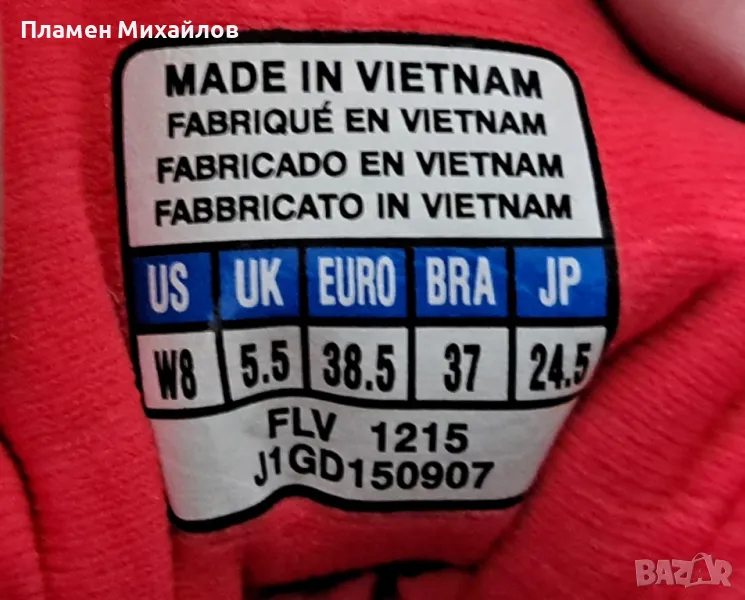 Пламен Михайлов
MADE IN VIETNAM
FABRIQUÉ EN VIETNAM
FABRICADO EN VIETNAM
FABBRICATO IN VIETNAM
US UK EURO BRA JP
W8 5.5 38.5 37 24.5
FLV 1215
J1GD150907
BAZAR